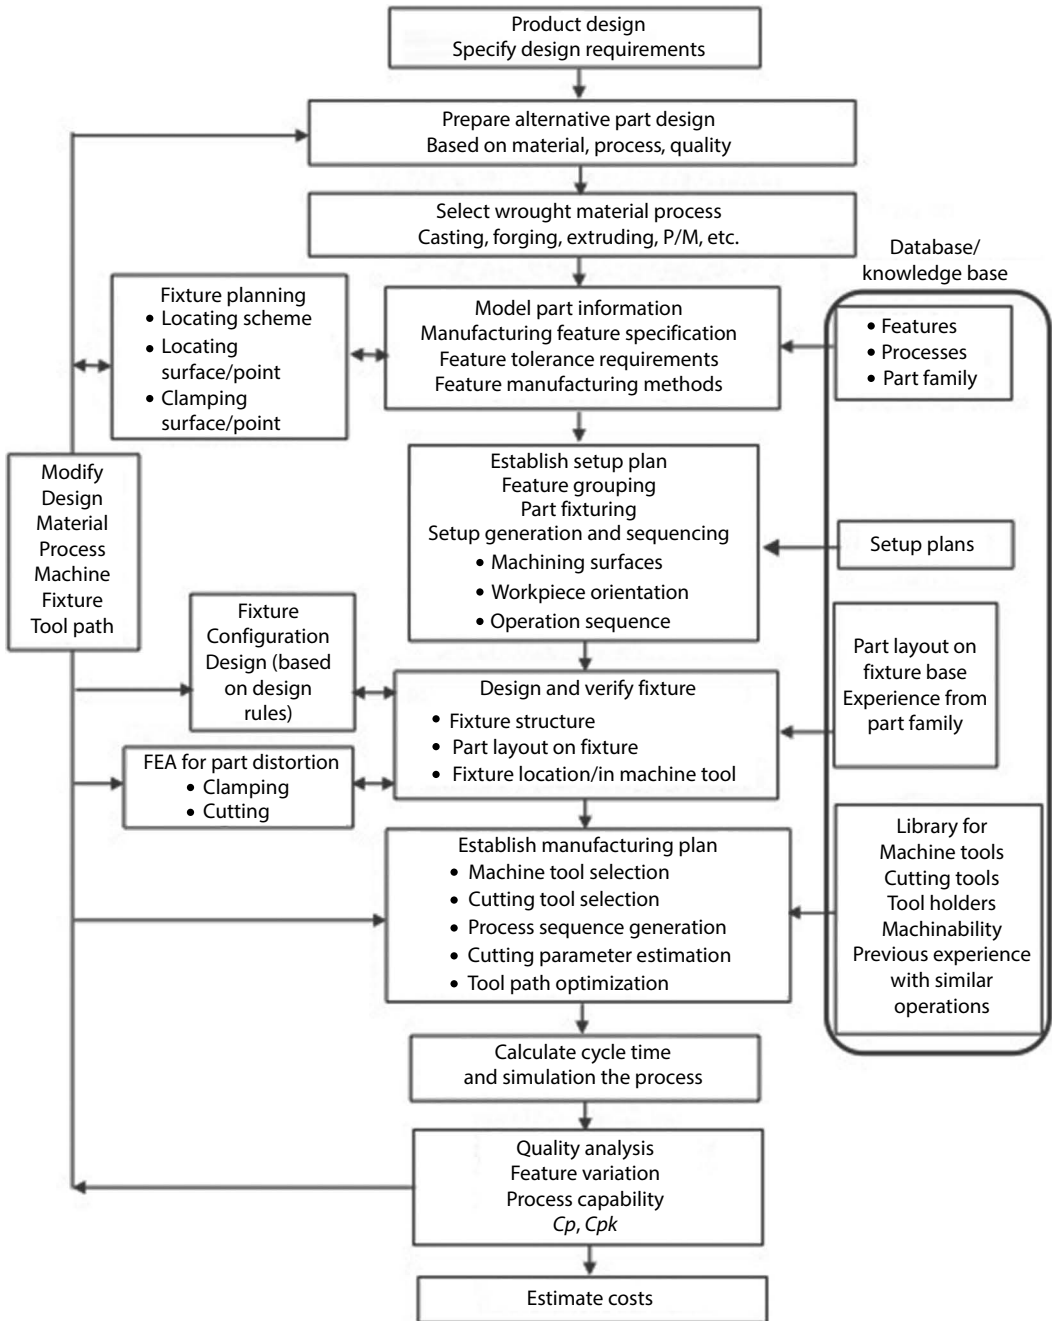 Product design
Specify design requirements
Prepare alternative part design
Based on material, process, quality
Select wrought material process
Casting, forging, extruding, P/M, etc.
Database/
knowledge base
Fixture planning
• Locating scheme
• Locating
surface/point
• Clamping
surface/point
Model part information
Manufacturing feature specification
Feature tolerance requirements
Feature manufacturing methods
• Features
• Processes
• Part family
Modify
Design
Material
Process
Machine
Fixture
Tool path
Establish setup plan
Feature grouping
Part fixturing
Setup generation and sequencing
• Machining surfaces
• Workpiece orientation
• Operation sequence
Setup plans
Fixture
Configuration
Design (based
on design
rules)
Design and verify fixture
• Fixture structure
• Part layout on fixture
• Fixture location/in machine tool
Part layout on
fixture base
Experience from
part family
FEA for part distortion
• Clamping
• Cutting
Establish manufacturing plan
• Machine tool selection
• Cutting tool selection
• Process sequence generation
• Cutting parameter estimation
• Tool path optimization
Library for
Machine tools
Cutting tools
Tool holders
Machinability
Previous experience
with similar
operations
Calculate cycle time
and simulation the process
Quality analysis
Feature variation
Process capability
Cp, Cpk
Estimate costs